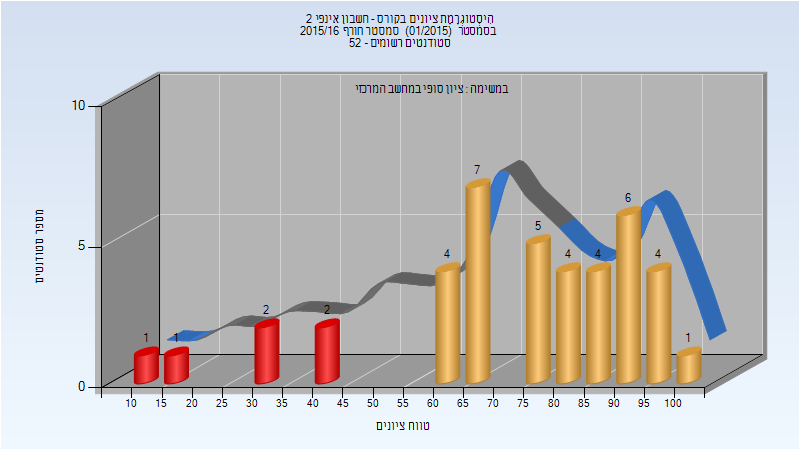 היסטוגרמת ציונים בקורס - חשבון אינפי 2
בסמסטר (01/2015) סמסטר חורף 2015/16
סטודנטים רשומים - 52
במשימה : ציון סופי במחשב המרכזי
מספר סטודנטים
10
5
0
1
1
2
2
4
7
5
4
4
6
4
1
10 15 20 25 30 35 40 45 50 55 60 65 70 75 80 85 90 95 100
טווח ציונים